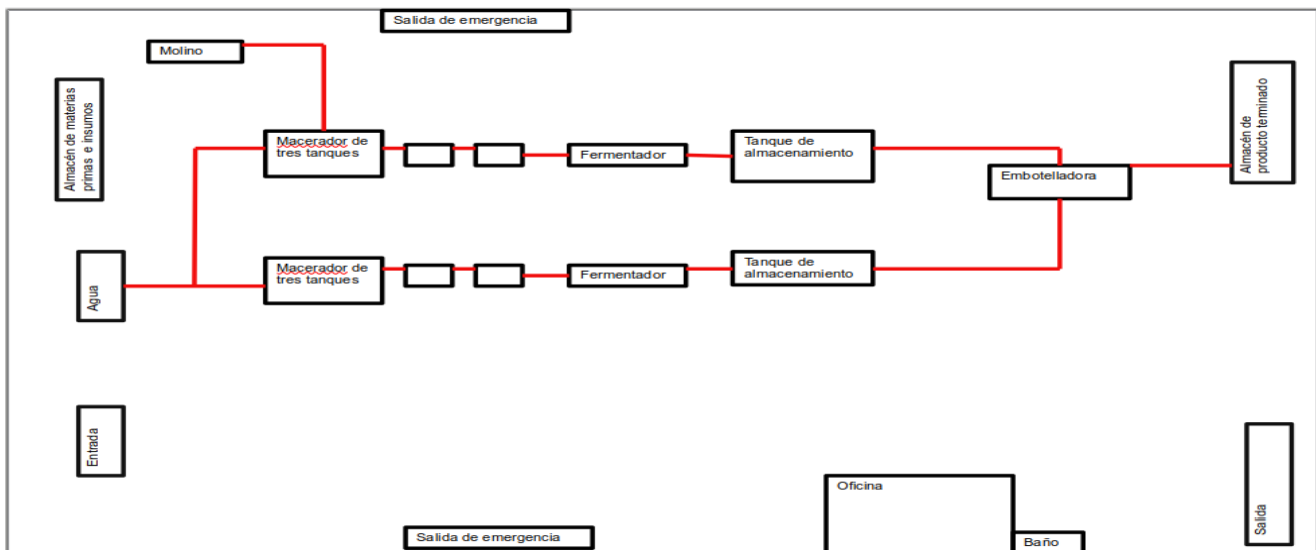 Salida de emergencia
Molino
Almacén de materias
primas e insumos
Macerador de
tres tanques
Fermentador
Tanque de
almacenamiento
Embotelladora
Almacén de
producto terminado
Agua
Macerador de
tres tanques
Fermentador
Tanque de
almacenamiento
Entrada
Oficina
Salida
Salida de emergencia
Baño